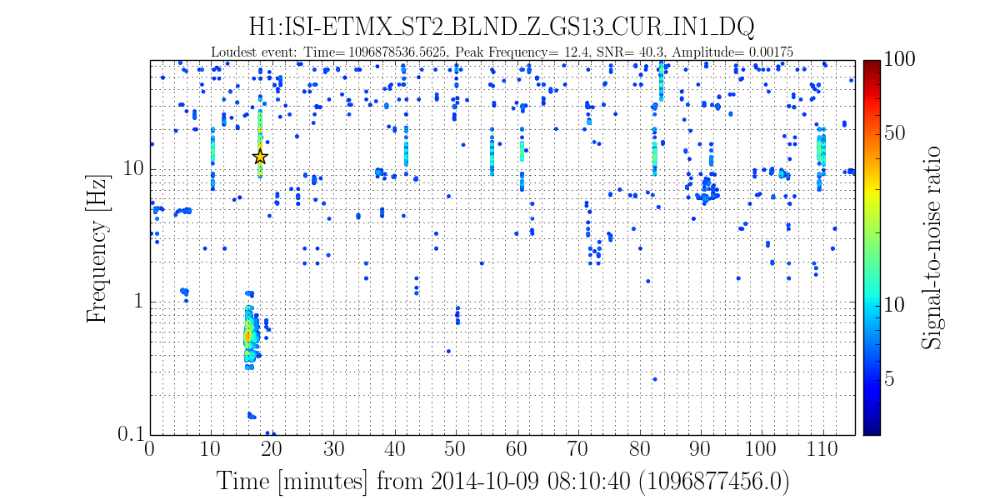 H1:ISI-ETMX_ST2_BLND_Z_GS13_CUR_IN1_DQ
Loudest event: Time= 1096878536.5625, Peak Frequency= 12.4, SNR= 40.3, Amplitude= 0.00175
Frequency [Hz]
10
1
0.1
0 10 20 30 40 50 60 70 80 90 100 110
Time [minutes] from 2014-10-09 08:10:40 (1096877456.0)
100
50
10
5
Signal-to-noise ratio